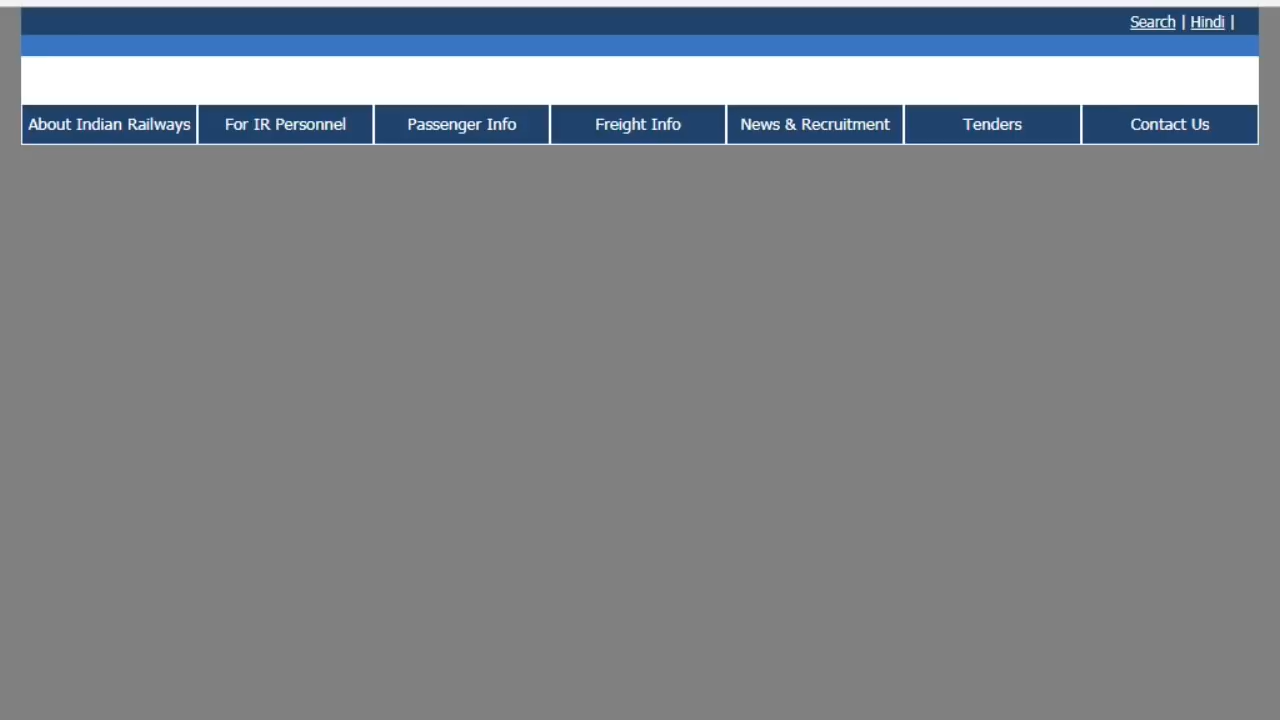 Search | Hindi |
About Indian Railways For IR Personnel Passenger Info Freight Info News & Recruitment Tenders Contact Us